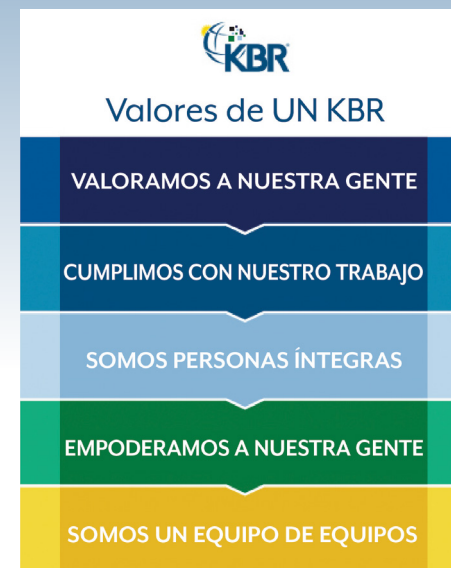 KBR
Valores de UN KBR
VALORAMOS A NUESTRA GENTE
CUMPLIMOS CON NUESTRO TRABAJO
SOMOS PERSONAS ÍNTEGRAS
EMPODERAMOS A NUESTRA GENTE
SOMOS UN EQUIPO DE EQUIPOS